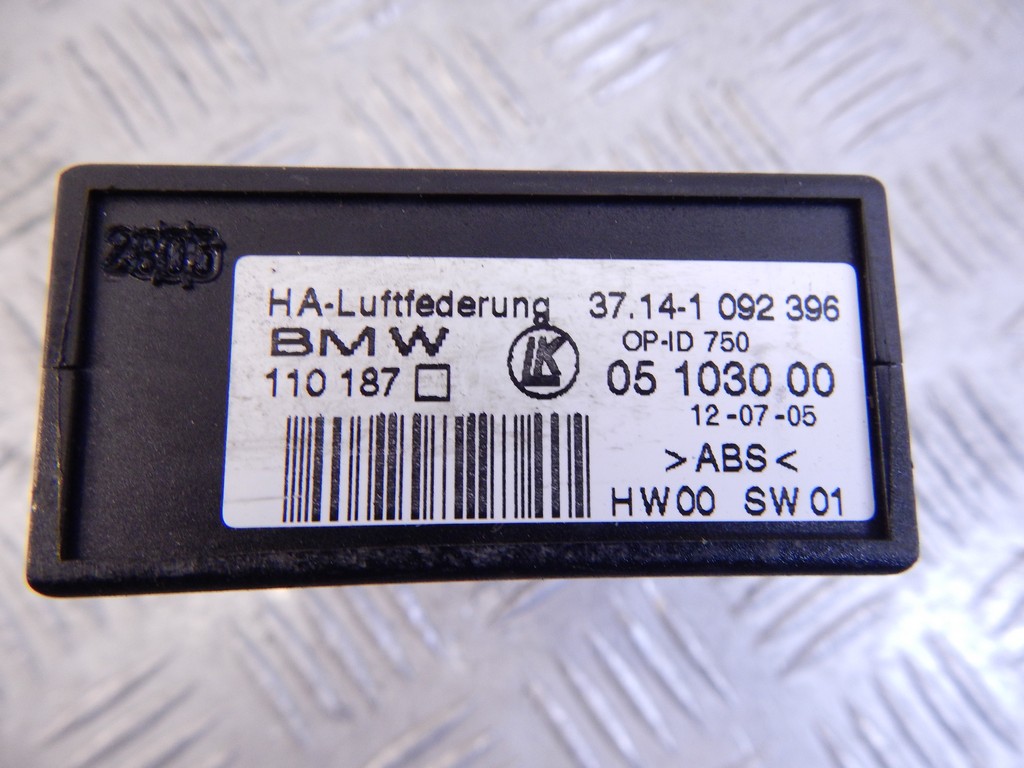 HA-Luftfederung 37.14-1 092 396
BMW LK OP-ID 750
110 187 05 1030 00
12-07-05
>ABS<
HW00 SW01